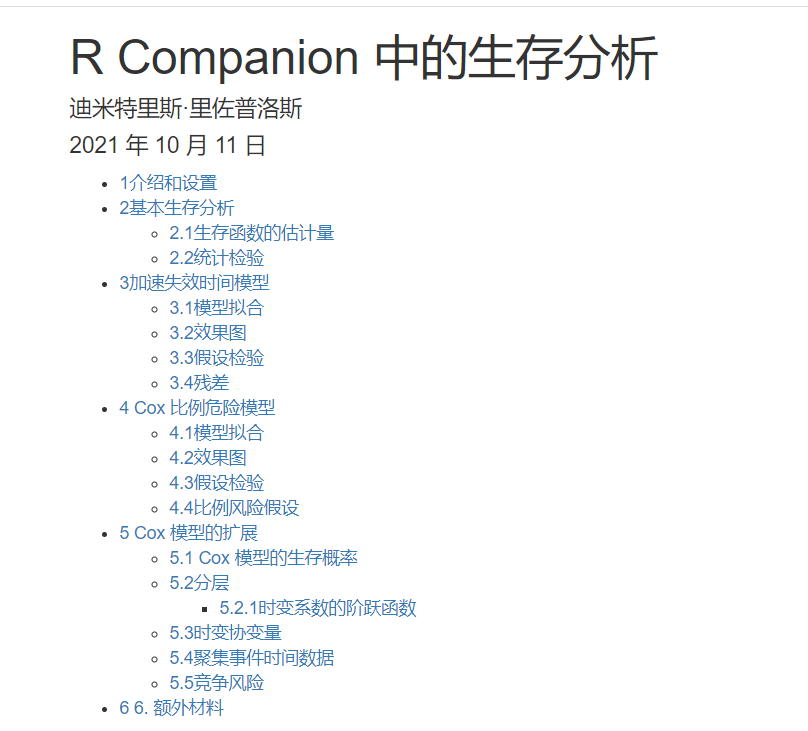 R Companion 中的生存分析
迪米特里斯·里佐普洛斯
2021 年 10 月 11 日
1介绍和设置
2基本生存分析
2.1生存函数的估计量
2.2统计检验
3加速失效时间模型
3.1模型拟合
3.2效果图
3.3假设检验
3.4残差
4 Cox 比例危险模型
4.1模型拟合
4.2效果图
4.3假设检验
4.4比例风险假设
5 Cox 模型的扩展
5.1 Cox 模型的生存概率
5.2分层
5.2.1时变系数的阶跃函数
5.3时变协变量
5.4聚集事件时间数据
5.5竞争风险
6 6. 额外材料